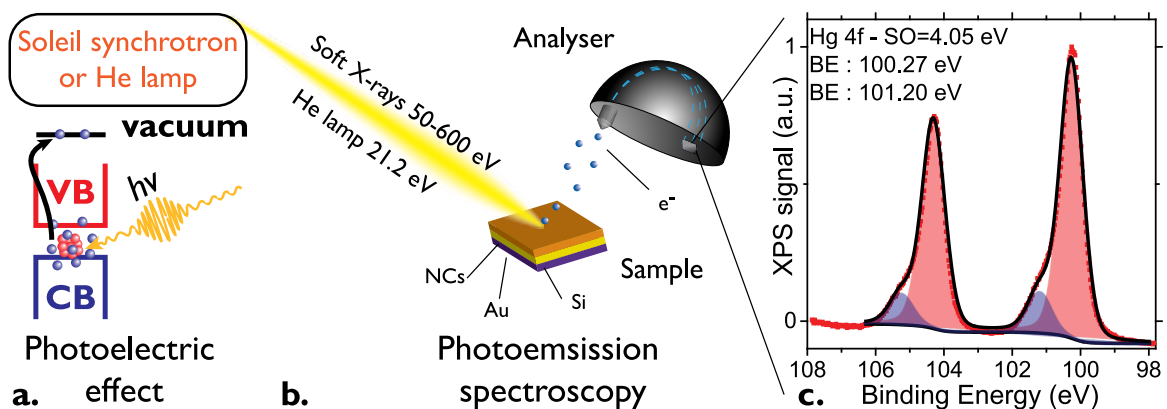 Soleil synchrotron
or He lamp
vacuum
VB
hν
CB
Photoelectric
effect
a.
Soft X-rays 50-600 eV
He lamp 21.2 eV
Analyser
e-
NCs
Au
Si
Sample
Photoemsission
spectroscopy
b.
Hg 4f - SO=4.05 eV
BE : 100.27 eV
BE : 101.20 eV
XPS signal (a.u.)
1
0
108 106 104 102 100 98
Binding Energy (eV)
c.